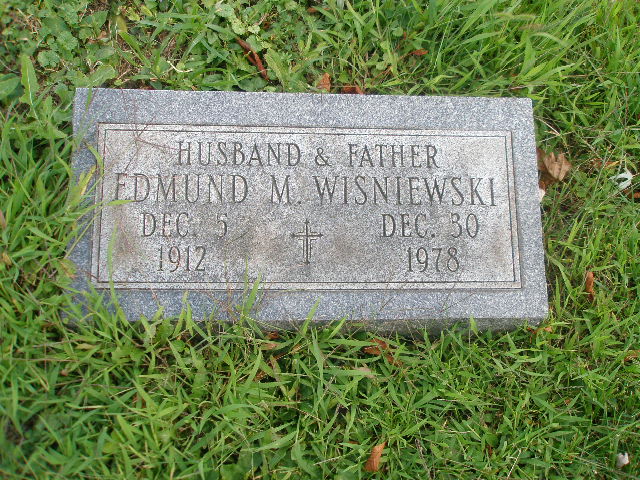 HUSBAND & FATHER
EDMUND M. WISNIEWSKI
DEC. 5 DEC. 30
1912 1978